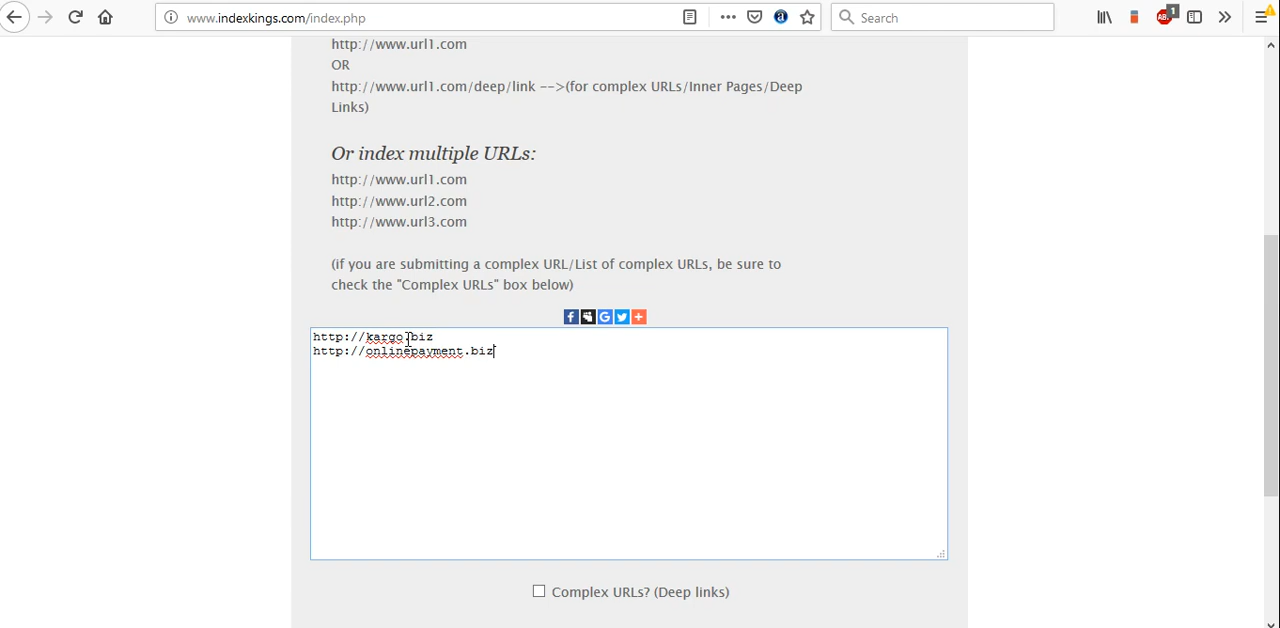 www.indexkings.com/index.php
Search
1
http://www.url1.com
OR
http://www.url1.com/deep/link -->(for complex URLs/Inner Pages/Deep
Links)
Or index multiple URLs:
http://www.url1.com
http://www.url2.com
http://www.url3.com
(if you are submitting a complex URL/List of complex URLs, be sure to
check the "Complex URLs" box below)
http://kargo.biz
http://onlinepayment.biz
Complex URLs? (Deep links)